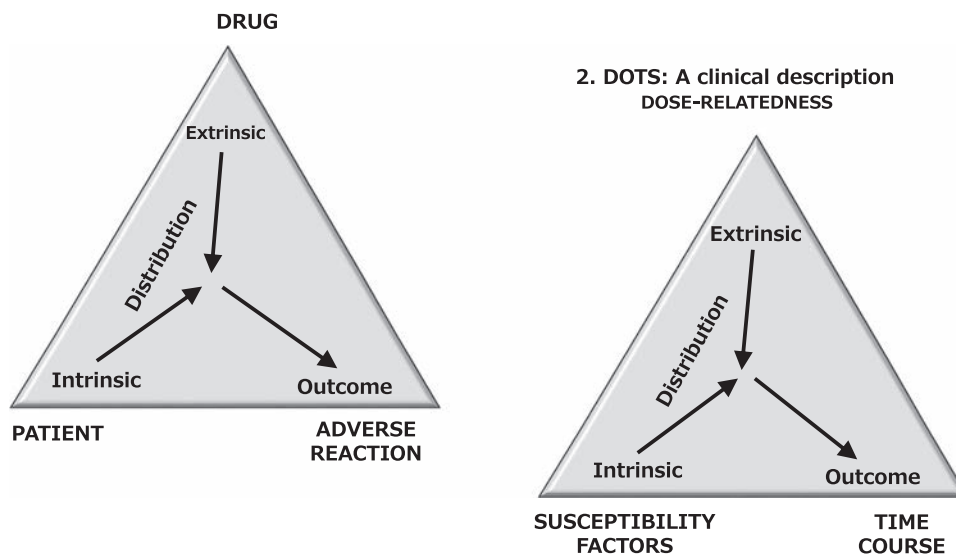 DRUG
Extrinsic
Distribution
Intrinsic
Outcome
PATIENT
ADVERSE
REACTION
2. DOTS: A clinical description
DOSE-RELATEDNESS
Extrinsic
Distribution
Intrinsic
Outcome
SUSCEPTIBILITY
FACTORS
TIME
COURSE